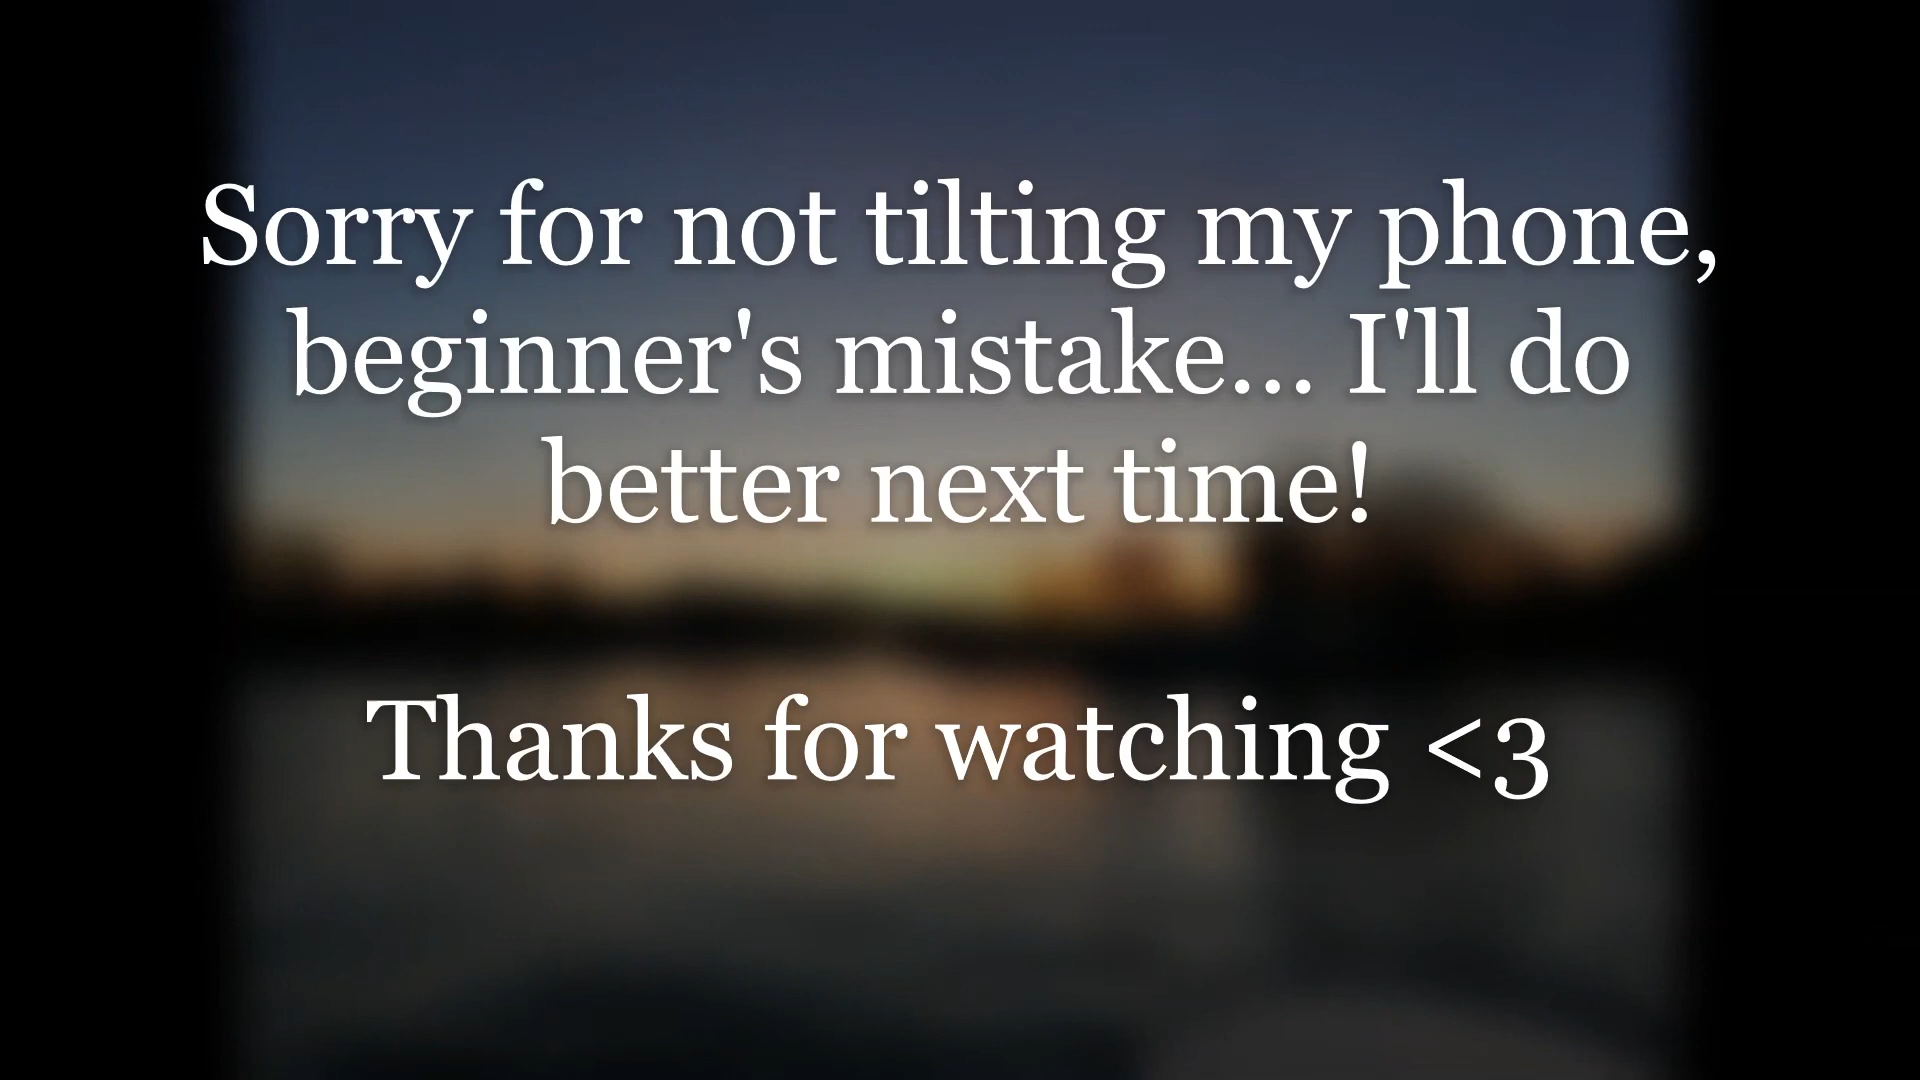 Sorry for not tilting my phone,
beginner's mistake... I'll do
better next time!
Thanks for watching <3